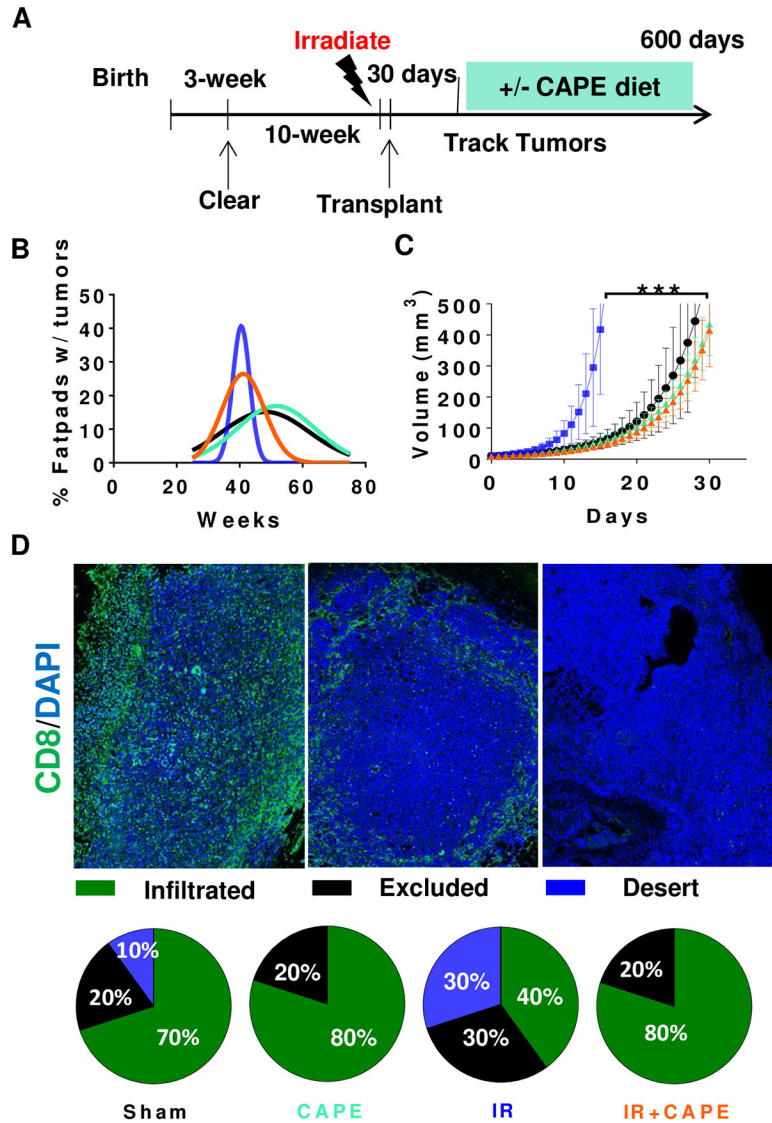 A
Irradiate
600 days
Birth
3-week
30 days
+/- CAPE diet
10-week
Track Tumors
Clear
Transplant
B
C
% Fatpads w/ tumors
50
40
30
20
10
0
0
20
40
60
80
Weeks
Volume (mm³)
***
500
400
300
200
100
0
0
10
20
30
Days
D
CD8/DAPI
Infiltrated
Excluded
Desert
10%
20%
70%
20%
80%
30%
40%
30%
20%
80%
Sham
CAPE
IR
IR+CAPE